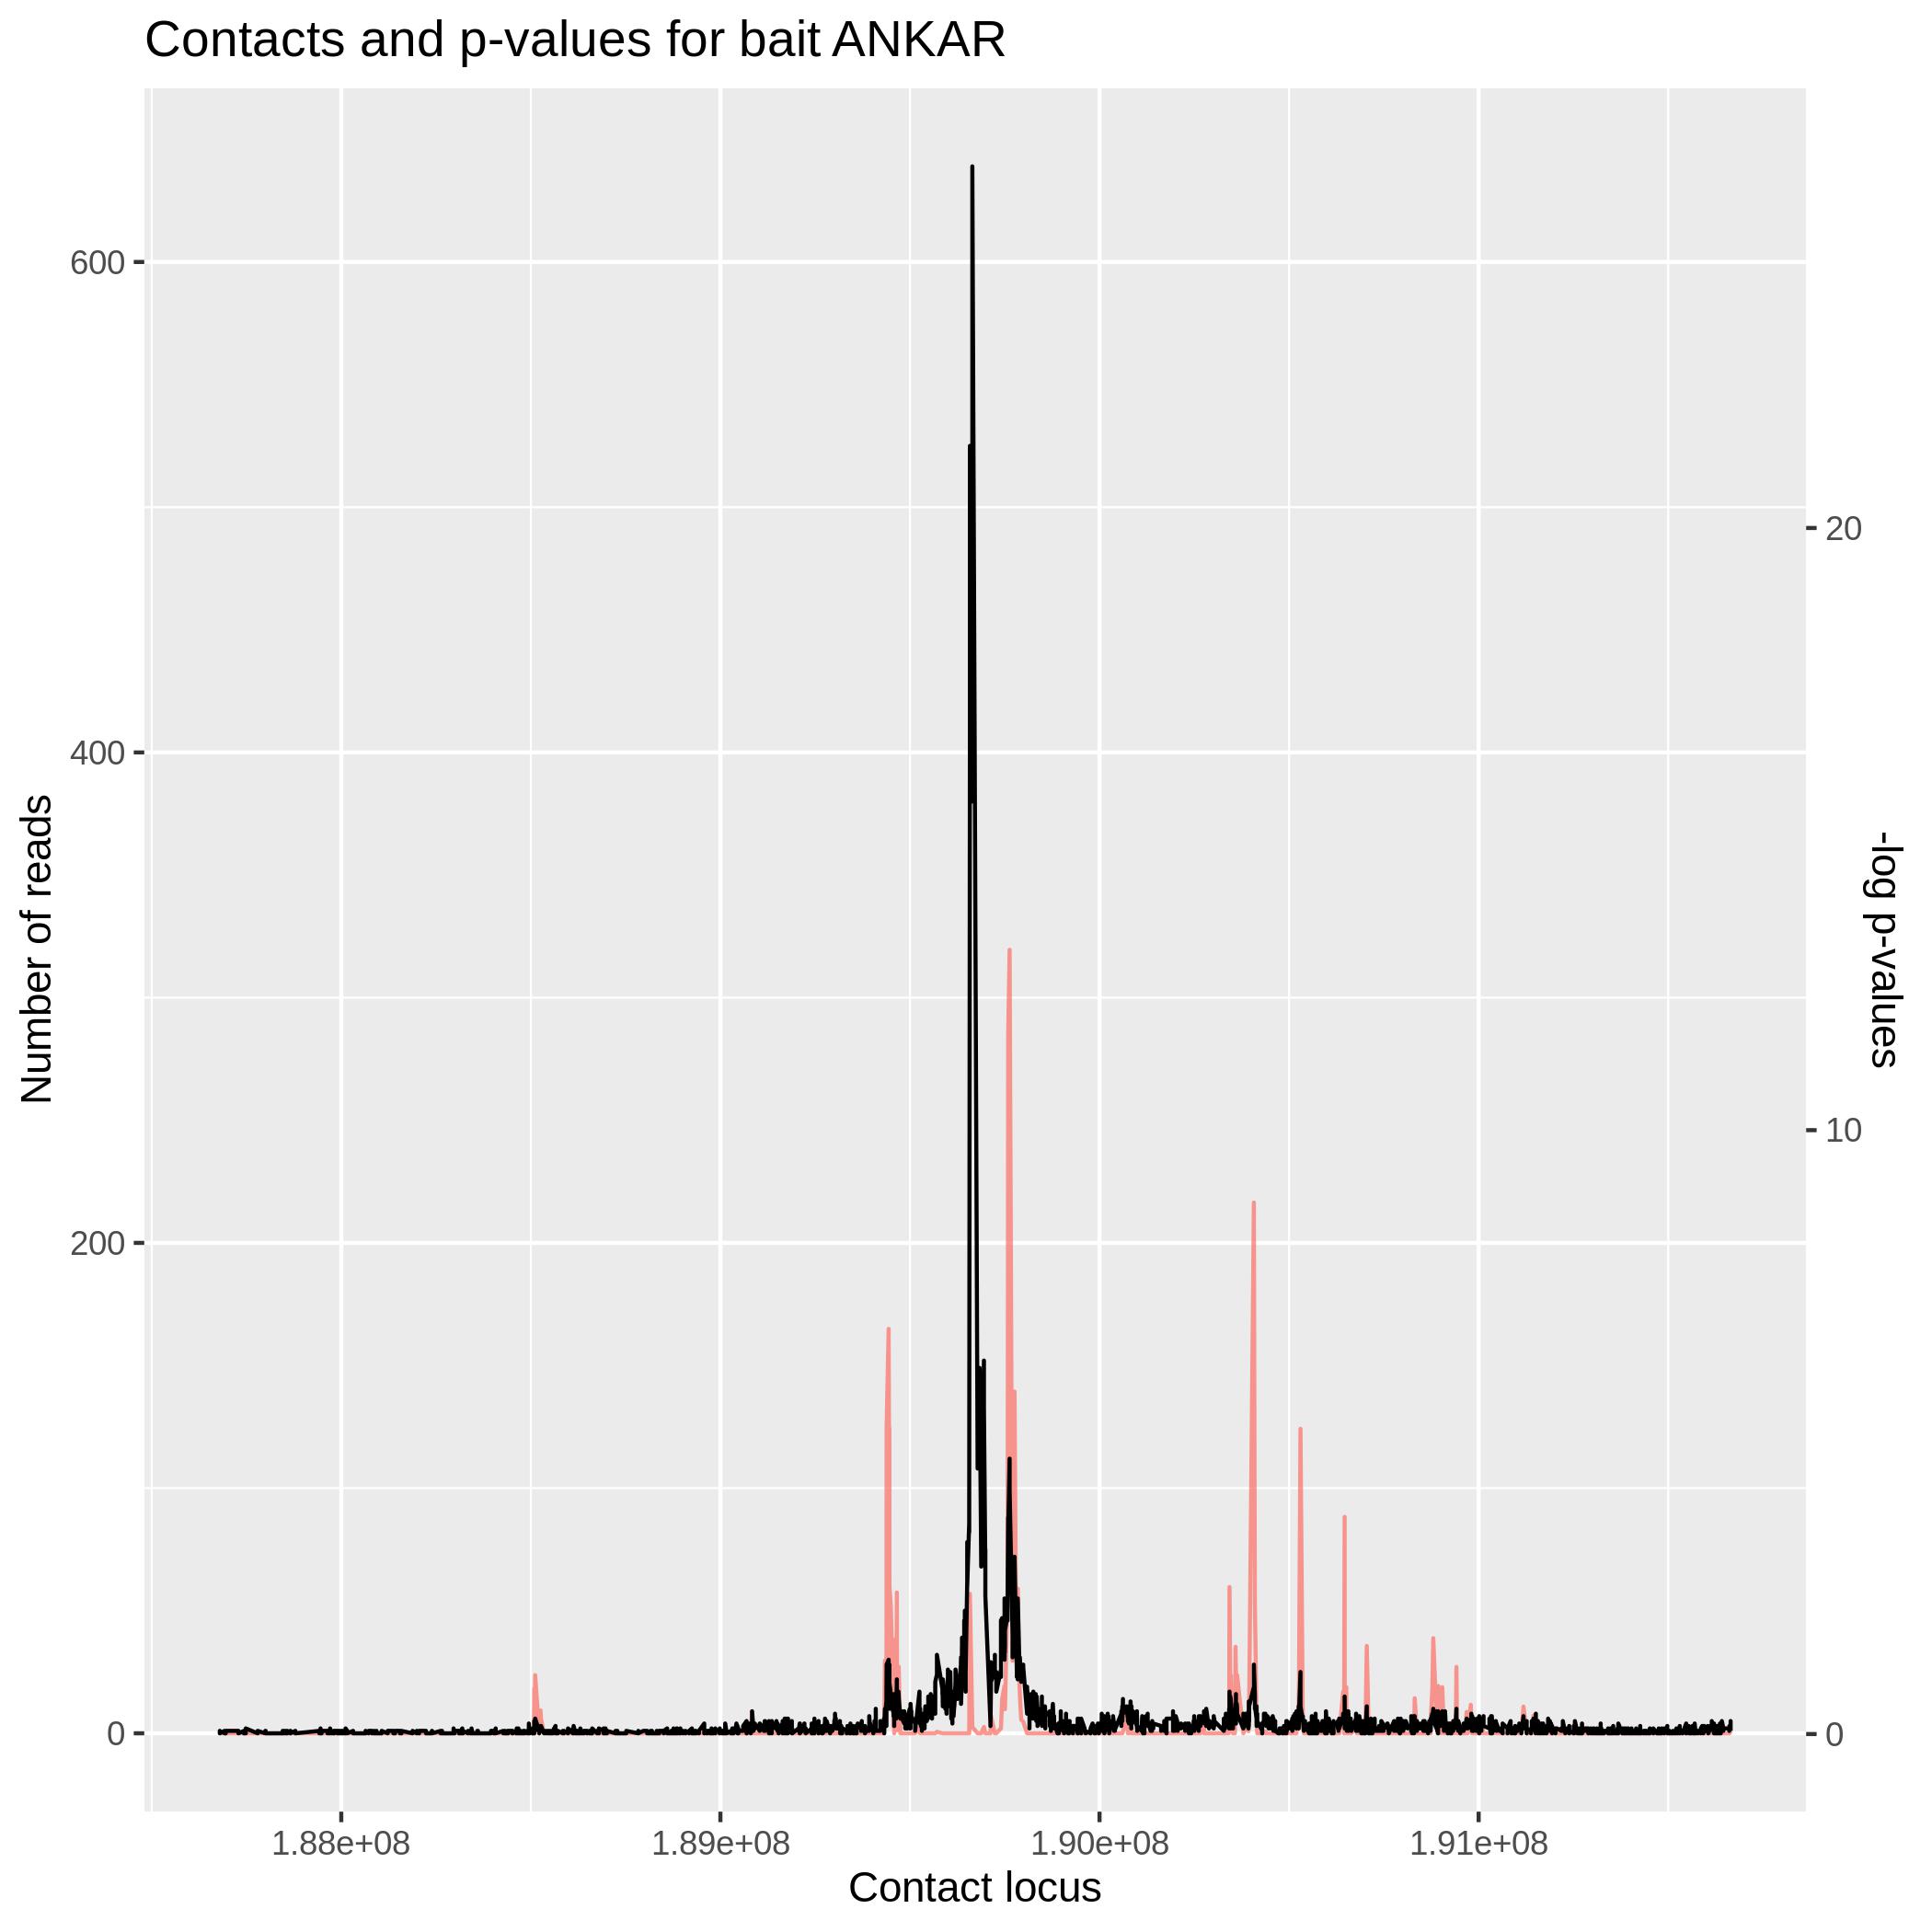 Contacts and p-values for bait ANKAR
600
400
200
0
Number of reads
20
10
0
-log p-values
1.88e+08
1.89e+08
1.90e+08
1.91e+08
Contact locus